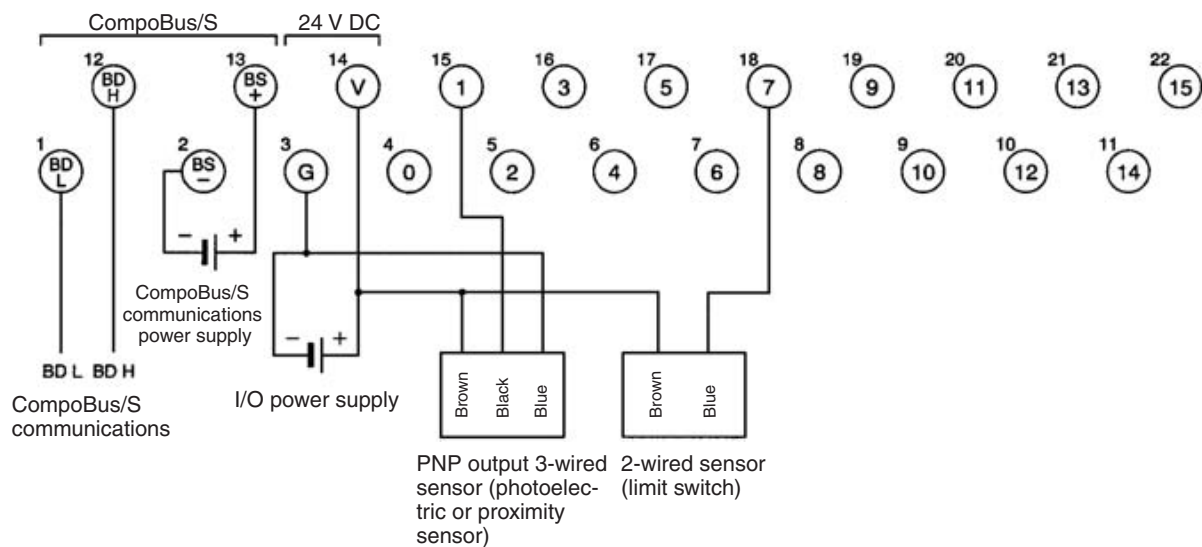 CompoBus/S 24 V DC
12 13 14 15 16 17 18 19 20 21 22
BD H BS + V 1 3 5 7 9 11 13 15
1 2 3 4 5 6 7 8 9 10 11
BD L BS − G 0 2 4 6 8 10 12 14
− +
CompoBus/S
communications
power supply
− +
BD L BD H
CompoBus/S
communications
I/O power supply
Brown Black Blue
Brown Blue
PNP output 3-wired
sensor (photoelec-
tric or proximity
sensor)
2-wired sensor
(limit switch)